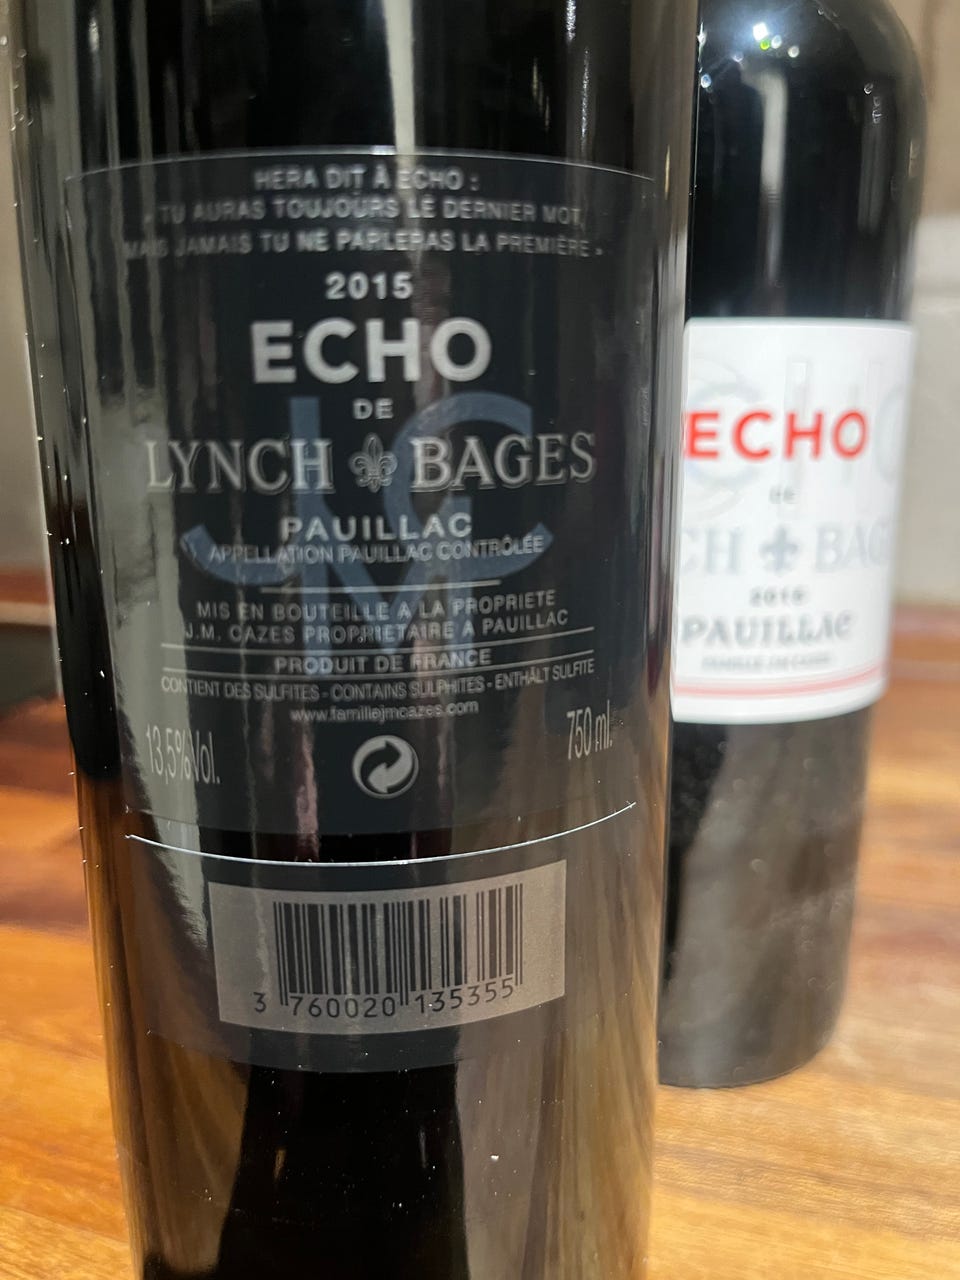 HERA DIT À ECHO :
« TU AURAS TOUJOURS LE DERNIER MOT,
MAIS JAMAIS TU NE PARLERAS LA PREMIÈRE »
2015
ECHO
DE
LYNCH BAGES
PAUILLAC
APPELLATION PAUILLAC CONTRÔLÉE
MIS EN BOUTEILLE A LA PROPRIETE
J.M. CAZES PROPRIETAIRE A PAUILLAC
PRODUIT DE FRANCE
CONTIENT DES SULFITES - CONTAINS SULPHITES - ENTHÄLT SULFITE
www.famillejmcazes.com
13,5%Vol.
750 ml.
3 760020 135355
JMC
ECHO
DE
CH BAG
PAUILLAC